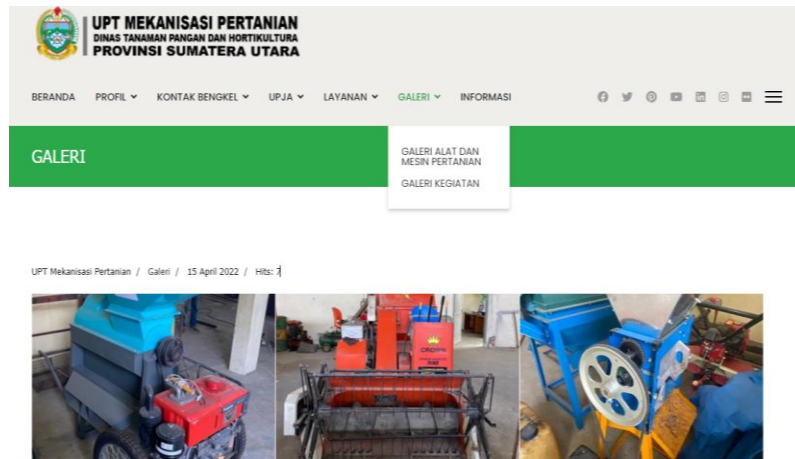 UPT MEKANISASI PERTANIAN
DINAS TANAMAN PANGAN DAN HORTIKULTURA
PROVINSI SUMATERA UTARA
BERANDA PROFIL KONTAK BENGKEL UPJA LAYANAN GALERI INFORMASI
GALERI
GALERI ALAT DAN
MESIN PERTANIAN
GALERI KEGIATAN
UPT Mekanisasi Pertanian / Galeri / 15 April 2022 / Hits: 7
CROWN